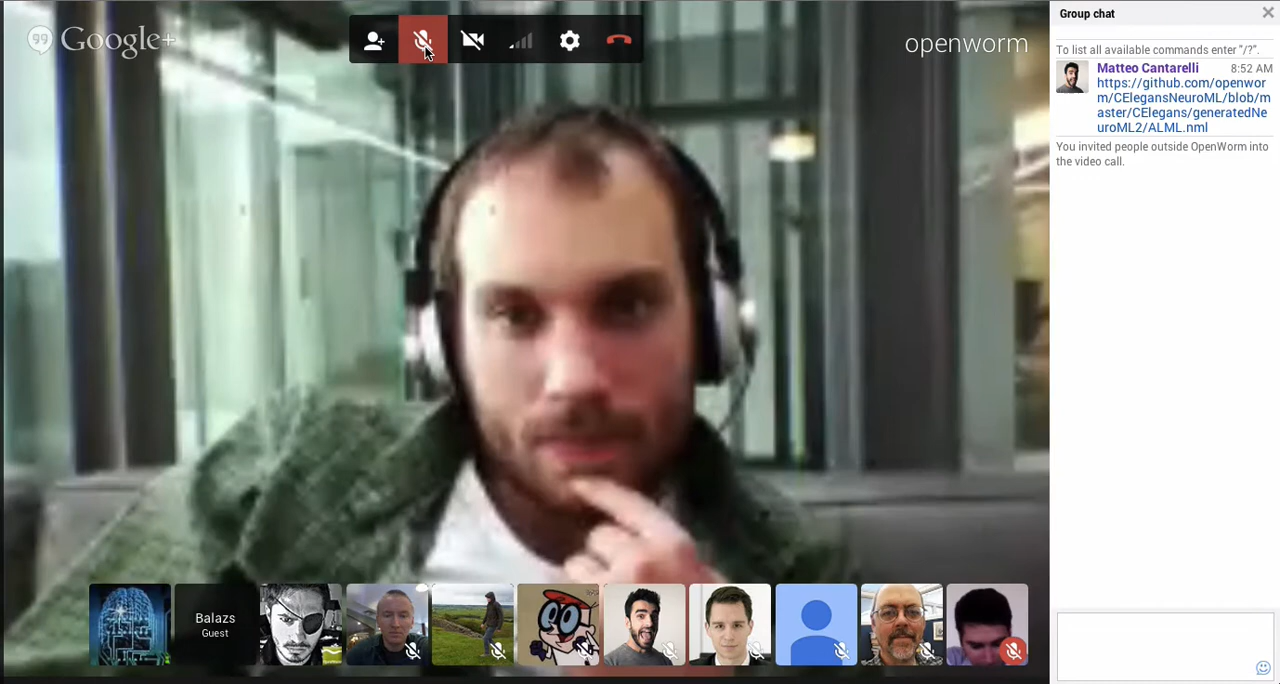 Google+
openworm
Group chat
To list all available commands enter "/?".
Matteo Cantarelli 8:52 AM
https://github.com/openwor
m/CElegansNeuroML/blob/m
aster/CElegans/generatedNe
uroML2/ALML.nml
You invited people outside OpenWorm into
the video call.
Balazs
Guest